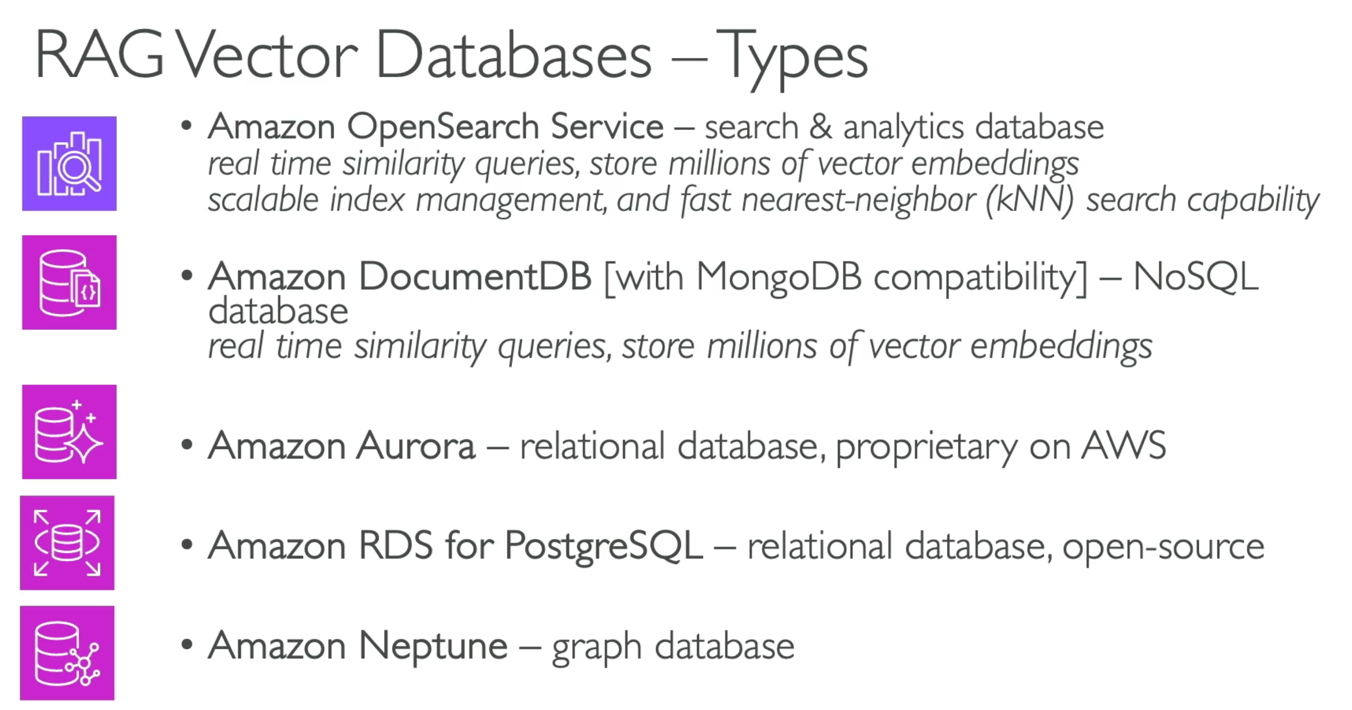 RAG Vector Databases – Types
• Amazon OpenSearch Service – search & analytics database
real time similarity queries, store millions of vector embeddings
scalable index management, and fast nearest-neighbor (kNN) search capability
• Amazon DocumentDB [with MongoDB compatibility] – NoSQL
database
real time similarity queries, store millions of vector embeddings
• Amazon Aurora – relational database, proprietary on AWS
• Amazon RDS for PostgreSQL – relational database, open-source
• Amazon Neptune – graph database